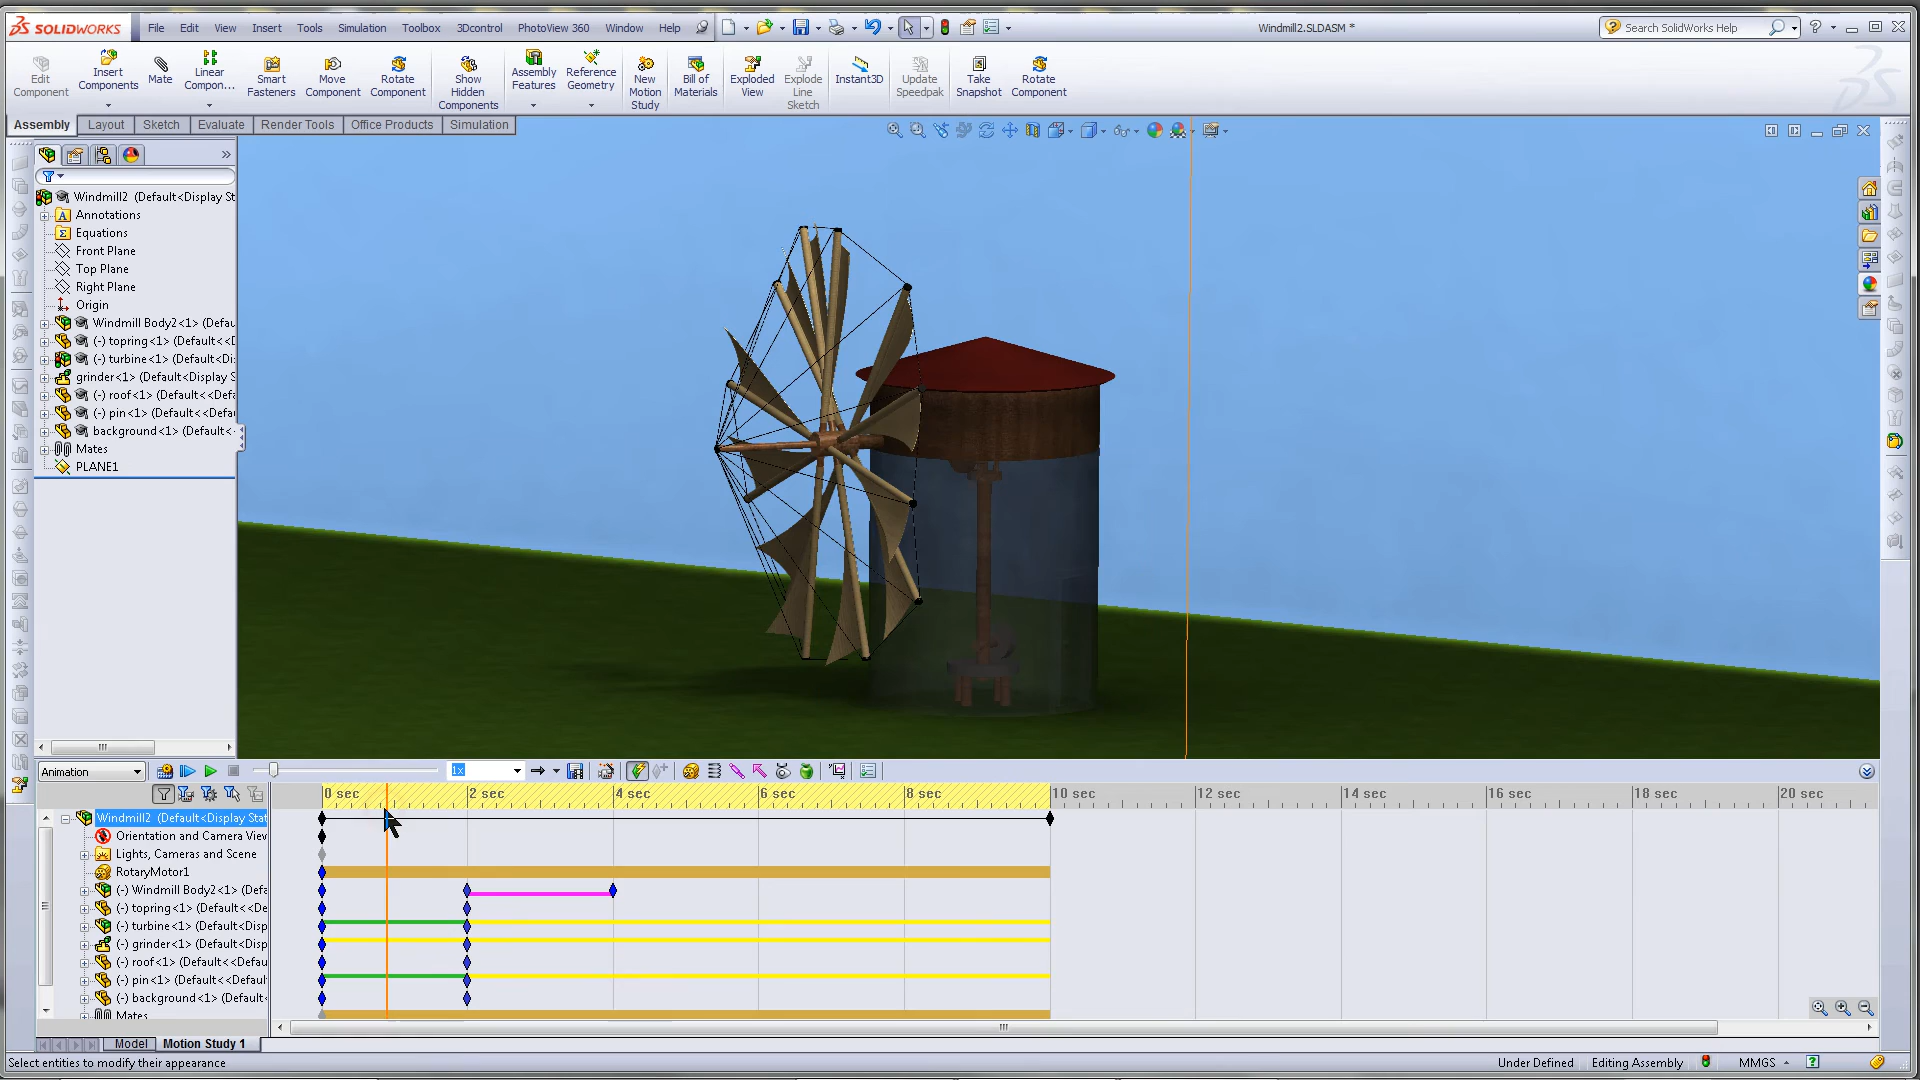 SOLIDWORKS File Edit View Insert Tools Simulation Toolbox 3Dcontrol PhotoView 360 Window Help Windmill2.SLDASM * Search SolidWorks Help
Edit Component
Insert Components
Mate
Linear Compon...
Smart Fasteners
Move Component
Rotate Component
Show Hidden Components
Assembly Features
Reference Geometry
New Motion Study
Bill of Materials
Exploded View
Explode Line Sketch
Instant3D
Update Speedpak
Take Snapshot
Rotate Component
Assembly Layout Sketch Evaluate Render Tools Office Products Simulation
Windmill2 (Default<Display St
Annotations
Equations
Front Plane
Top Plane
Right Plane
Origin
Windmill Body2<1> (Defau
(-) topring<1> (Default<<D
(-) turbine<1> (Default<Di
grinder<1> (Default<Display S
(-) roof<1> (Default<<Defa
(-) pin<1> (Default<<Defau
background<1> (Default<
Mates
PLANE1
Animation 1x
0 sec 2 sec 4 sec 6 sec 8 sec 10 sec 12 sec 14 sec 16 sec 18 sec 20 sec
Windmill2 (Default<Display Stat
Orientation and Camera View
Lights, Cameras and Scene
RotaryMotor1
(-) Windmill Body2<1> (Defa
(-) topring<1> (Default<<De
(-) turbine<1> (Default<Disp
(-) grinder<1> (Default<Disp
(-) roof<1> (Default<<Defau
(-) pin<1> (Default<<Default
(-) background<1> (Default<
Mates
Model Motion Study 1
Select entities to modify their appearance Under Defined Editing Assembly MMGS